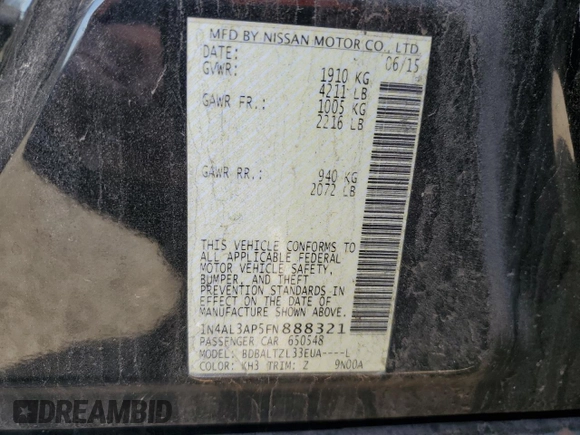 MFD BY NISSAN MOTOR CO., LTD.
DATE: 06/15
GVWR: 1910 KG
4211 LB
GAWR FR.: 1005 KG
2216 LB
GAWR RR.: 940 KG
2072 LB
THIS VEHICLE CONFORMS TO
ALL APPLICABLE FEDERAL
MOTOR VEHICLE SAFETY,
BUMPER, AND THEFT
PREVENTION STANDARDS IN
EFFECT ON THE DATE OF
MANUFACTURE SHOWN ABOVE.
1N4AL3AP5FN888321
PASSENGER CAR 650548
MODEL: BDBALTZL33EUA----L
COLOR: KH3 TRIM: Z 9N00A
DREAMBID